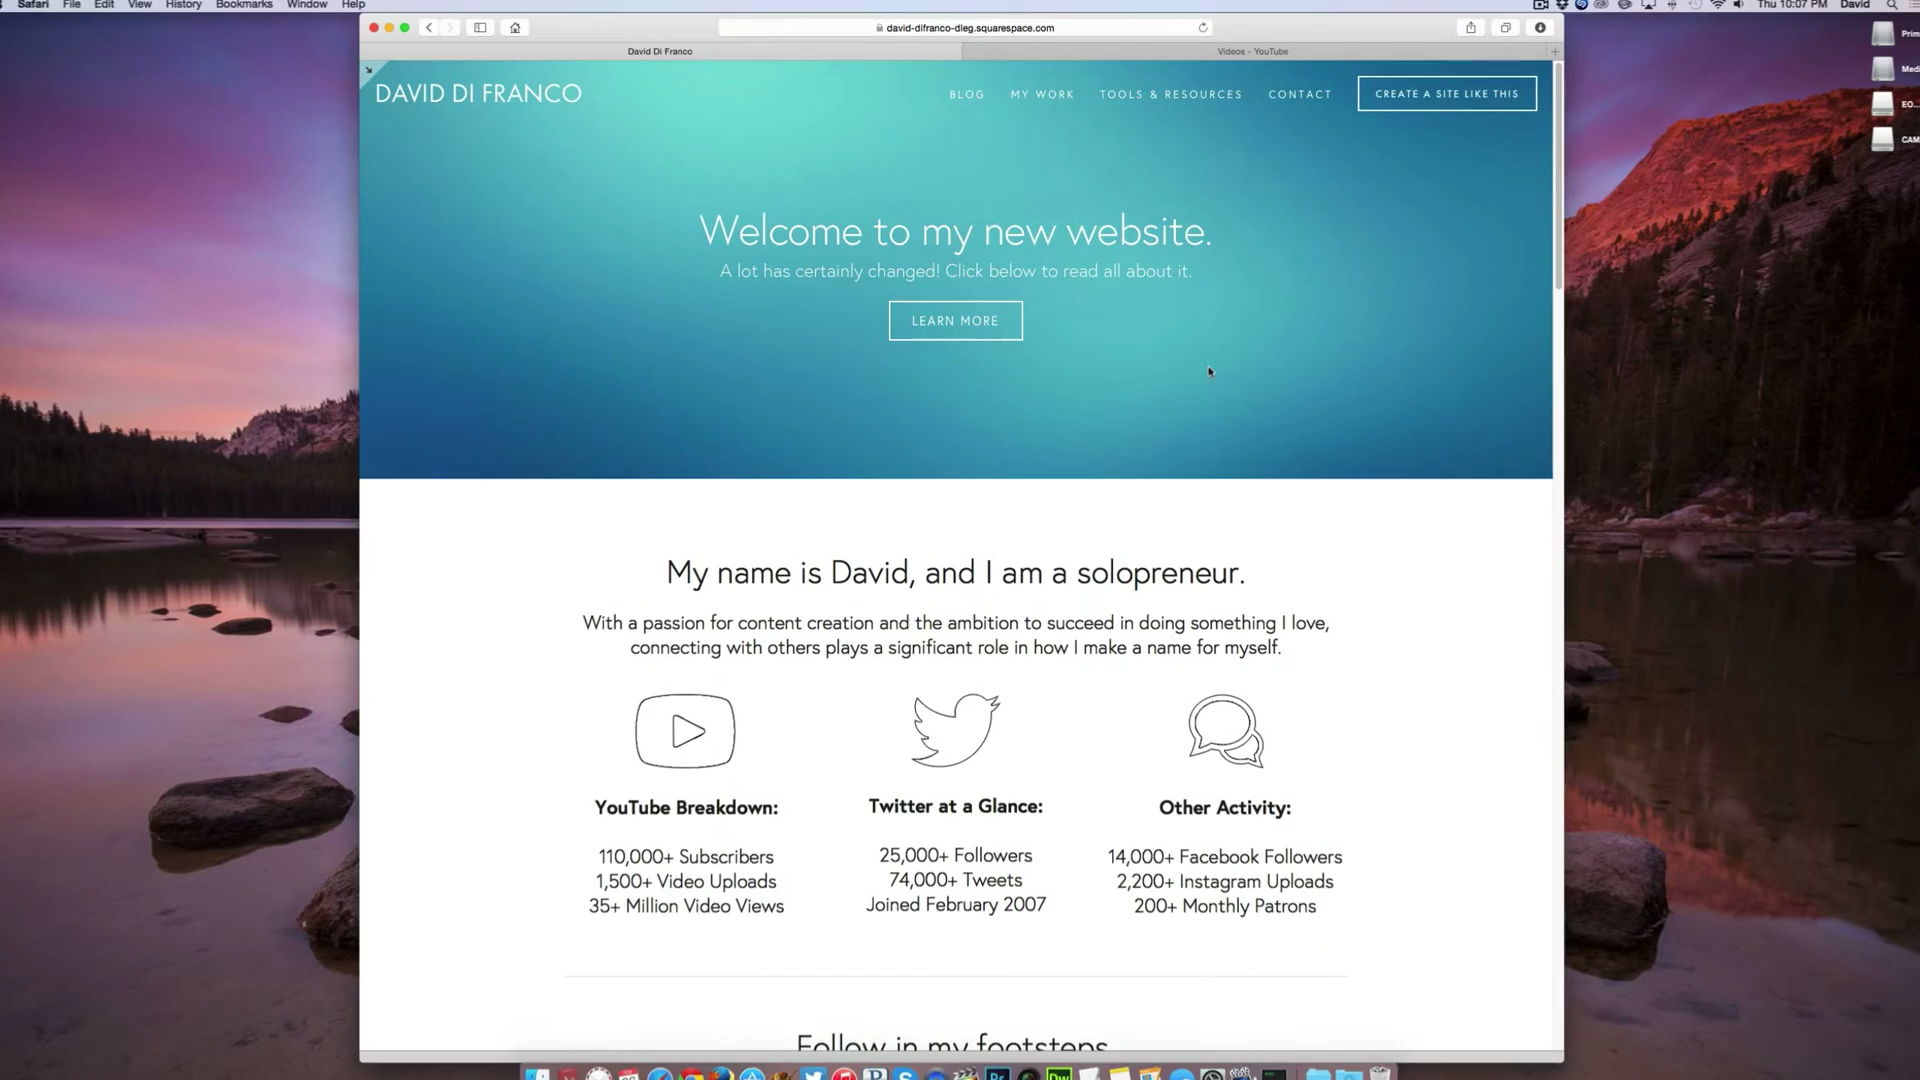 Safari File Edit View History Bookmarks Window Help
Thu 10:07 PM David
david-difranco-dleg.squarespace.com
David Di Franco
Videos - YouTube
DAVID DI FRANCO
BLOG MY WORK TOOLS & RESOURCES CONTACT CREATE A SITE LIKE THIS
Welcome to my new website.
A lot has certainly changed! Click below to read all about it.
LEARN MORE
My name is David, and I am a solopreneur.
With a passion for content creation and the ambition to succeed in doing something I love,
connecting with others plays a significant role in how I make a name for myself.
YouTube Breakdown:
110,000+ Subscribers
1,500+ Video Uploads
35+ Million Video Views
Twitter at a Glance:
25,000+ Followers
74,000+ Tweets
Joined February 2007
Other Activity:
14,000+ Facebook Followers
2,200+ Instagram Uploads
200+ Monthly Patrons
Follow in my footsteps
Prim
Medi
EO...
CAM
Ps
Dw